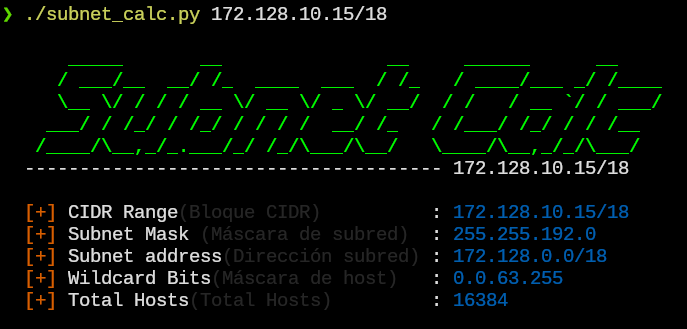 ❯ ./subnet_calc.py 172.128.10.15/18
Subnet Calc
-------------------------------------- 172.128.10.15/18
[+] CIDR Range(Bloque CIDR) : 172.128.10.15/18
[+] Subnet Mask (Máscara de subred) : 255.255.192.0
[+] Subnet address(Dirección subred) : 172.128.0.0/18
[+] Wildcard Bits(Máscara de host) : 0.0.63.255
[+] Total Hosts(Total Hosts) : 16384